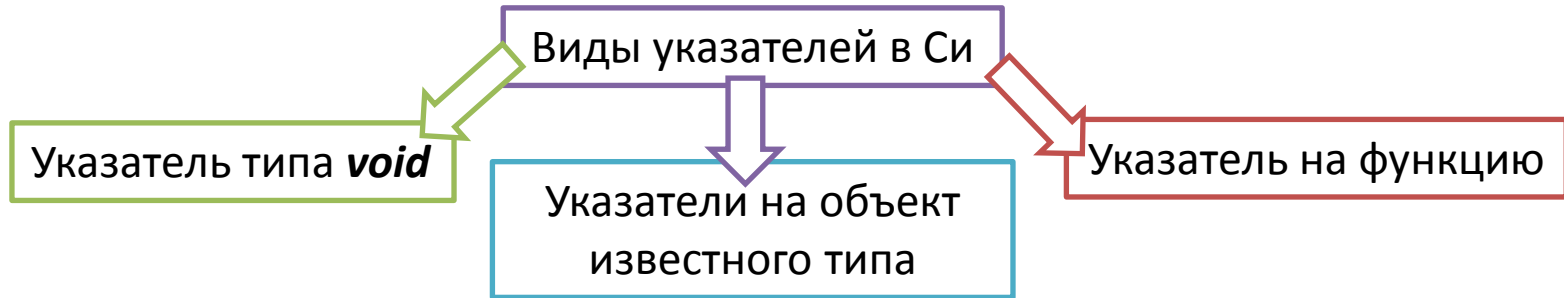 Виды указателей в Си
Указатель типа void
Указатель на функцию
Указатели на объект
известного типа